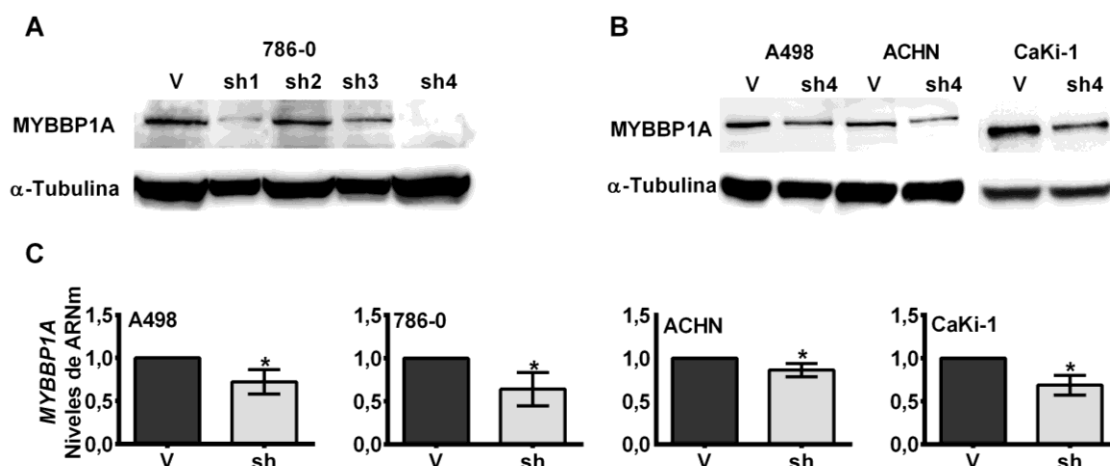 A
786-0
V sh1 sh2 sh3 sh4
MYBBP1A
α-Tubulina
B
A498 ACHN CaKi-1
V sh4 V sh4 V sh4
MYBBP1A
α-Tubulina
C
MYBBP1A
Niveles de ARNm
A498
1,5
1,0
0,5
0,0
*
V sh
786-0
1,5
1,0
0,5
0,0
*
V sh
ACHN
1,5
1,0
0,5
0,0
*
V sh
CaKi-1
1,5
1,0
0,5
0,0
*
V sh